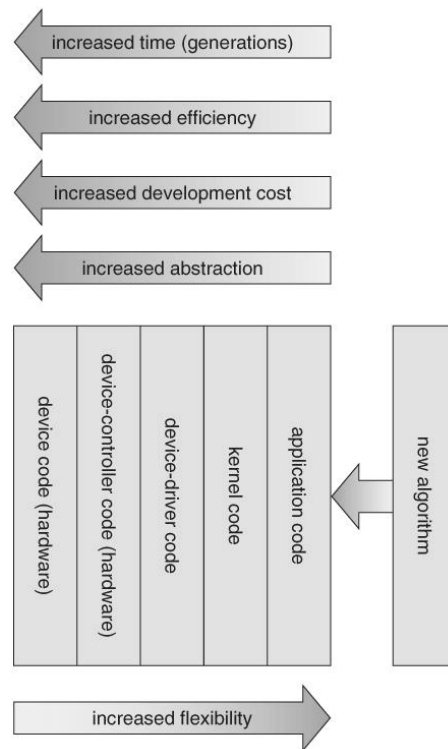 increased time (generations)
increased efficiency
increased development cost
increased abstraction
device code (hardware)
device-controller code (hardware)
device-driver code
kernel code
application code
new algorithm
increased flexibility